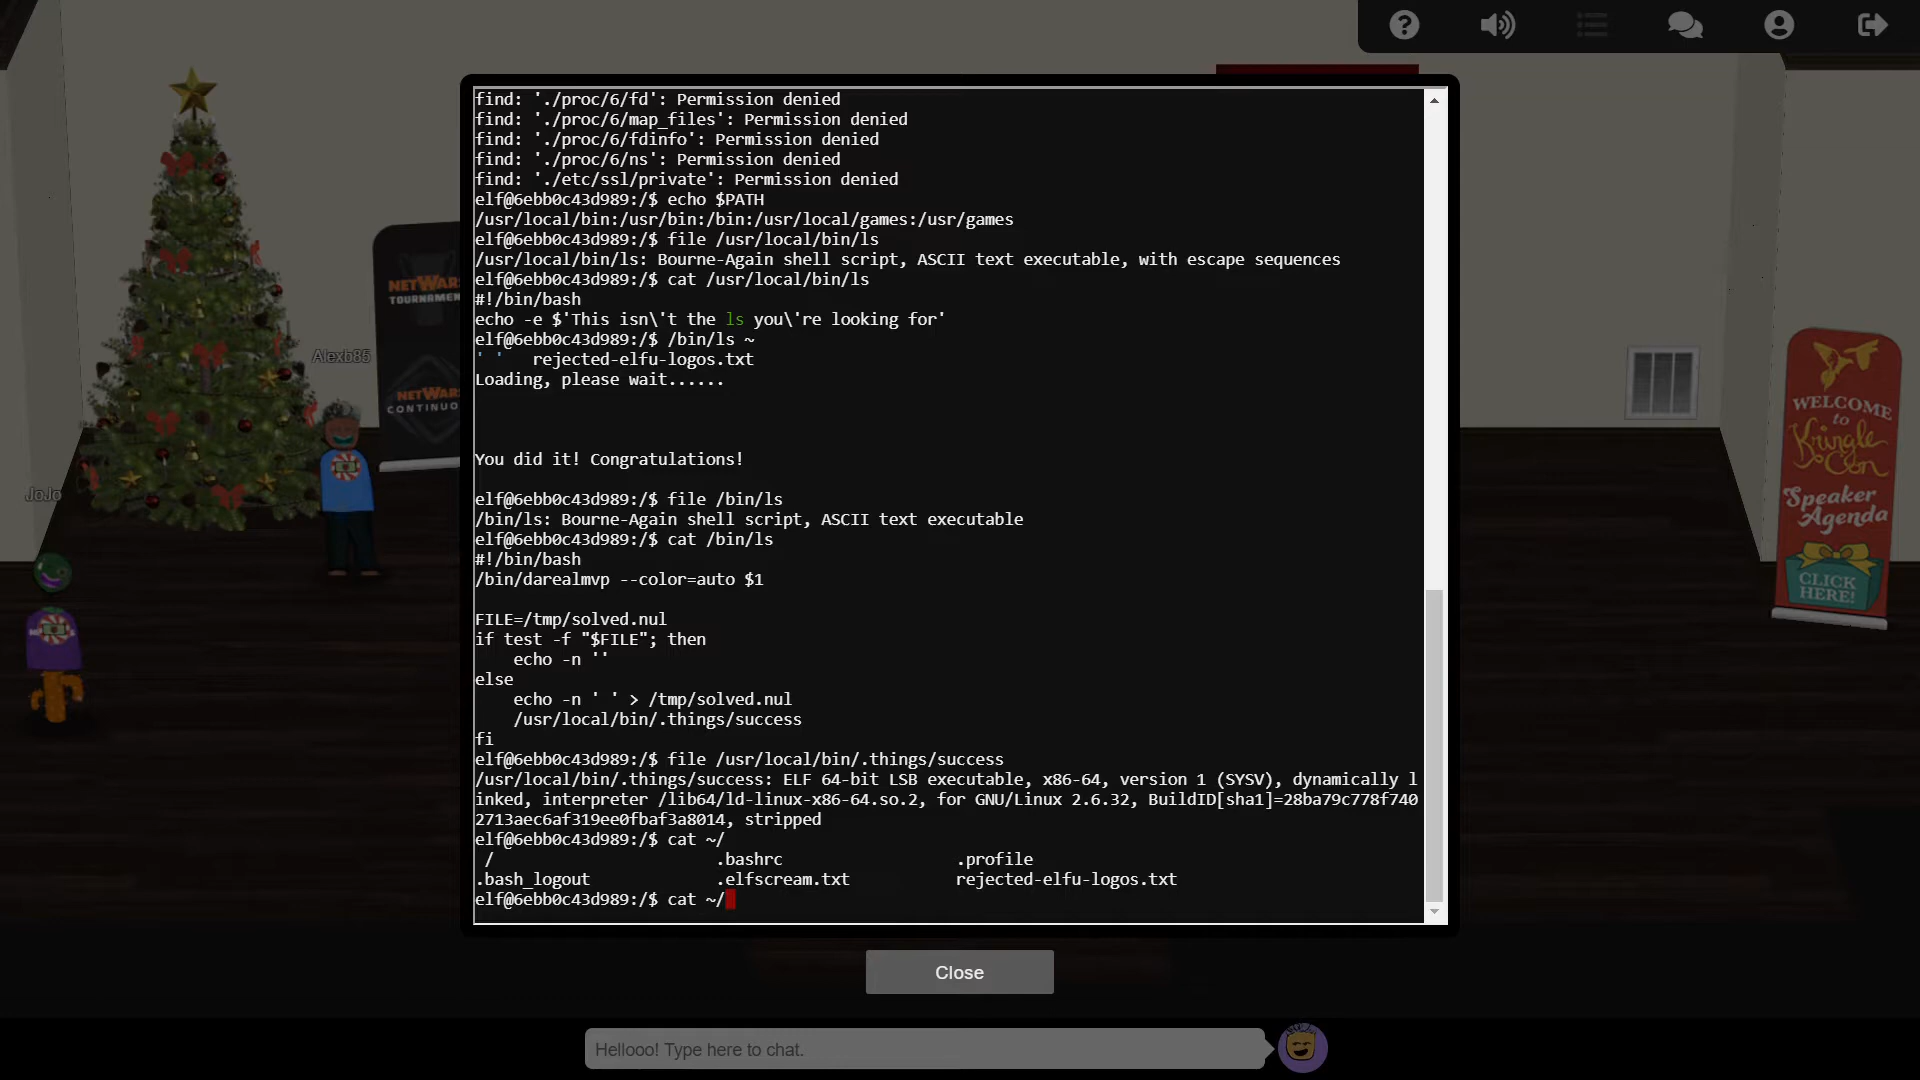 find: './proc/6/fd': Permission denied
find: './proc/6/map_files': Permission denied
find: './proc/6/fdinfo': Permission denied
find: './proc/6/ns': Permission denied
find: './etc/ssl/private': Permission denied
elf@6ebb0c43d989:/$ echo $PATH
/usr/local/bin:/usr/bin:/bin:/usr/local/games:/usr/games
elf@6ebb0c43d989:/$ file /usr/local/bin/ls
/usr/local/bin/ls: Bourne-Again shell script, ASCII text executable, with escape sequences
elf@6ebb0c43d989:/$ cat /usr/local/bin/ls
#!/bin/bash
echo -e $'This isn\'t the ls you\'re looking for'
elf@6ebb0c43d989:/$ /bin/ls ~
' '   rejected-elfu-logos.txt
Loading, please wait......
You did it! Congratulations!
elf@6ebb0c43d989:/$ file /bin/ls
/bin/ls: Bourne-Again shell script, ASCII text executable
elf@6ebb0c43d989:/$ cat /bin/ls
#!/bin/bash
/bin/darealmvp --color=auto $1
FILE=/tmp/solved.nul
if test -f "$FILE"; then
    echo -n ''
else
    echo -n ' ' > /tmp/solved.nul
    /usr/local/bin/.things/success
fi
elf@6ebb0c43d989:/$ file /usr/local/bin/.things/success
/usr/local/bin/.things/success: ELF 64-bit LSB executable, x86-64, version 1 (SYSV), dynamically l
inked, interpreter /lib64/ld-linux-x86-64.so.2, for GNU/Linux 2.6.32, BuildID[sha1]=28ba79c778f740
2713aec6af319ee0fbaf3a8014, stripped
elf@6ebb0c43d989:/$ cat ~/
 /                       .bashrc                  .profile
.bash_logout             .elfscream.txt           rejected-elfu-logos.txt
elf@6ebb0c43d989:/$ cat ~/
Close
Hellooo! Type here to chat.
Alexb85
JoJo
NETWARS
TOURNAMEN
NETWARS
CONTINUO
WELCOME
to
Kringle
Con
Speaker
Agenda
CLICK
HERE!